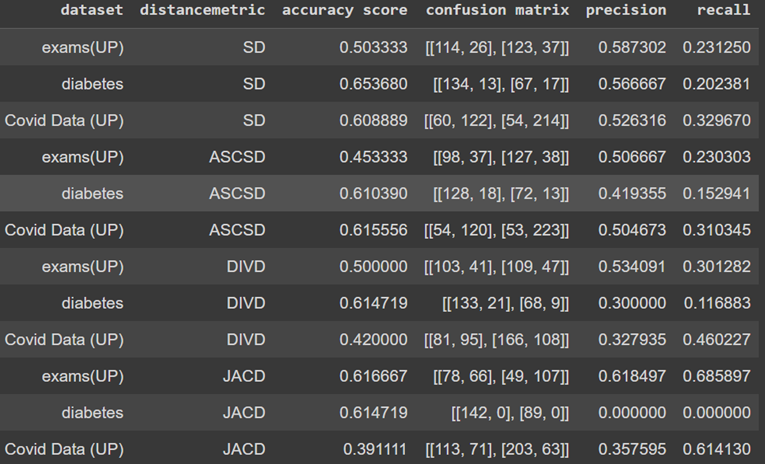 dataset distancemetric accuracy score confusion matrix precision recall
exams(UP) SD 0.503333 [[114, 26], [123, 37]] 0.587302 0.231250
diabetes SD 0.653680 [[134, 13], [67, 17]] 0.566667 0.202381
Covid Data (UP) SD 0.608889 [[60, 122], [54, 214]] 0.526316 0.329670
exams(UP) ASCSD 0.453333 [[98, 37], [127, 38]] 0.506667 0.230303
diabetes ASCSD 0.610390 [[128, 18], [72, 13]] 0.419355 0.152941
Covid Data (UP) ASCSD 0.615556 [[54, 120], [53, 223]] 0.504673 0.310345
exams(UP) DIVD 0.500000 [[103, 41], [109, 47]] 0.534091 0.301282
diabetes DIVD 0.614719 [[133, 21], [68, 9]] 0.300000 0.116883
Covid Data (UP) DIVD 0.420000 [[81, 95], [166, 108]] 0.327935 0.460227
exams(UP) JACD 0.616667 [[78, 66], [49, 107]] 0.618497 0.685897
diabetes JACD 0.614719 [[142, 0], [89, 0]] 0.000000 0.000000
Covid Data (UP) JACD 0.391111 [[113, 71], [203, 63]] 0.357595 0.614130